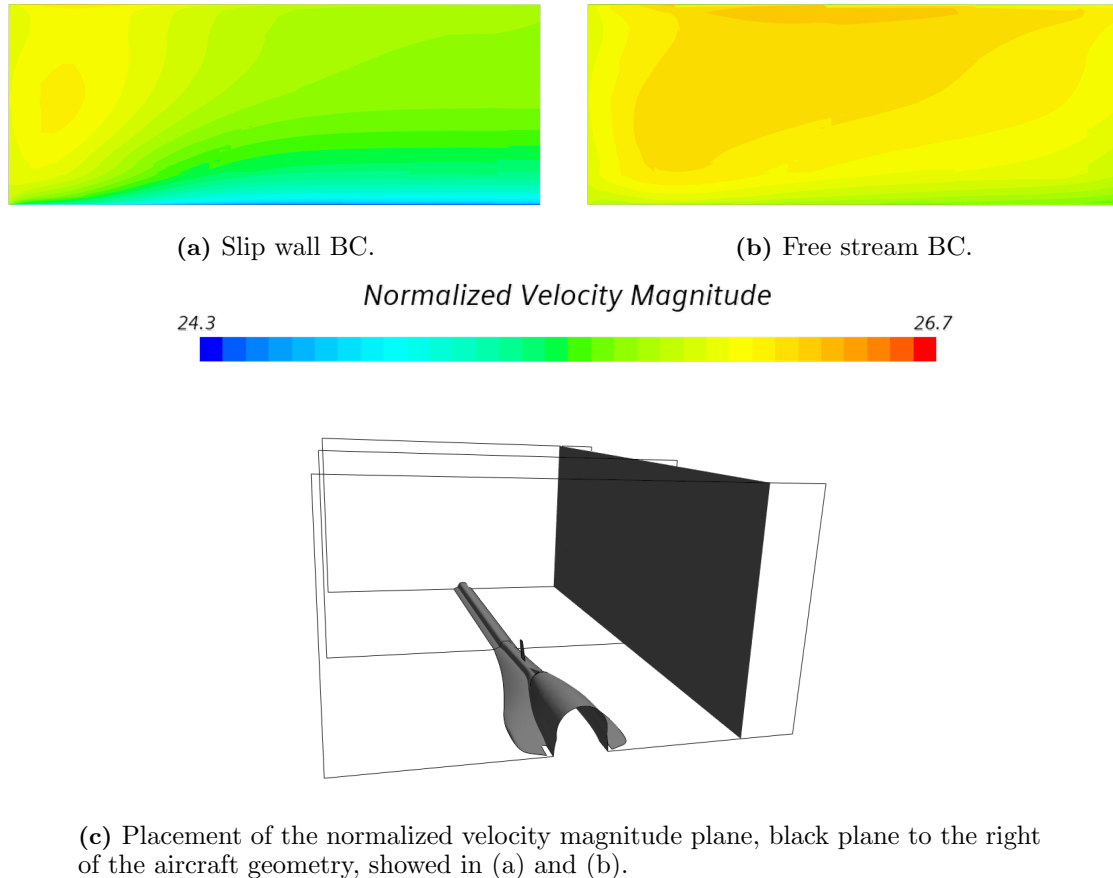 (a) Slip wall BC.
(b) Free stream BC.
Normalized Velocity Magnitude
24.3
26.7
(c) Placement of the normalized velocity magnitude plane, black plane to the right
of the aircraft geometry, showed in (a) and (b).